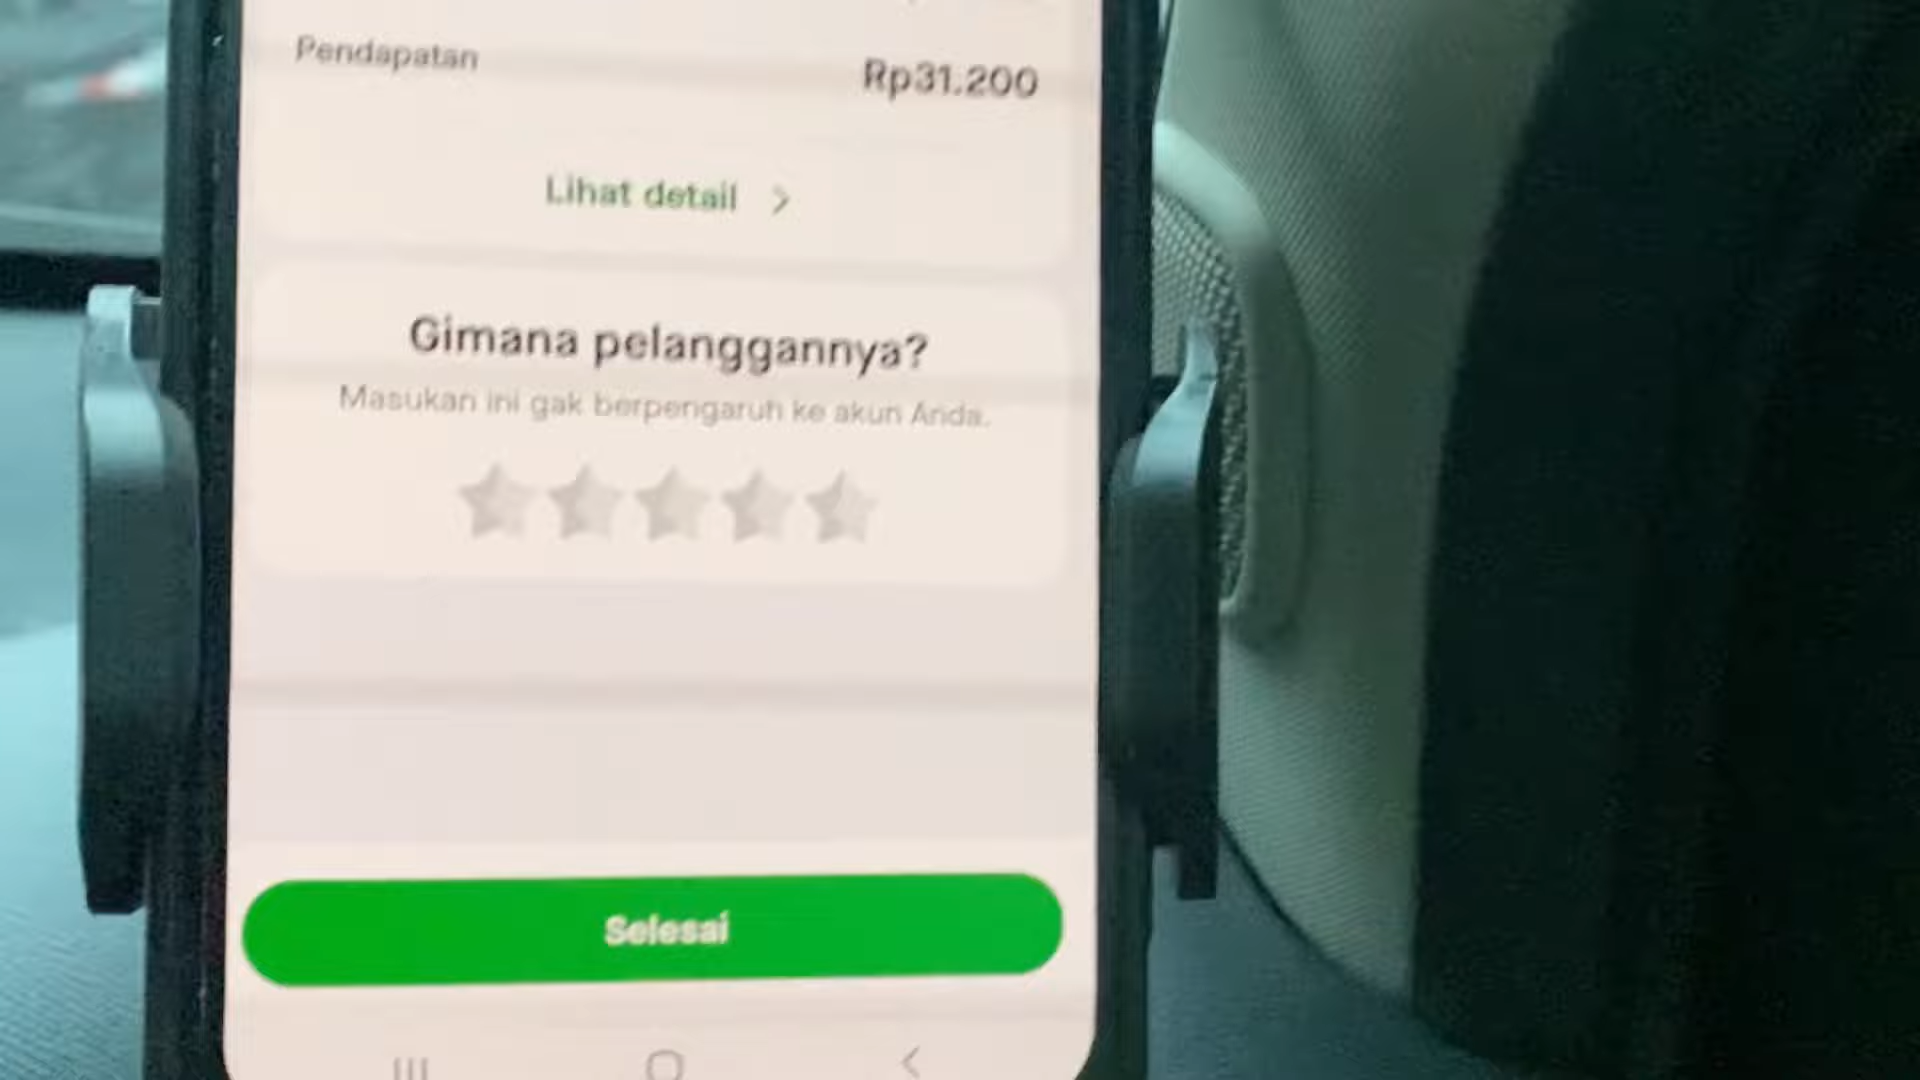 Pendapatan
Rp31.200
Lihat detail
Gimana pelanggannya?
Masukan ini gak berpengaruh ke akun Anda.
Selesai